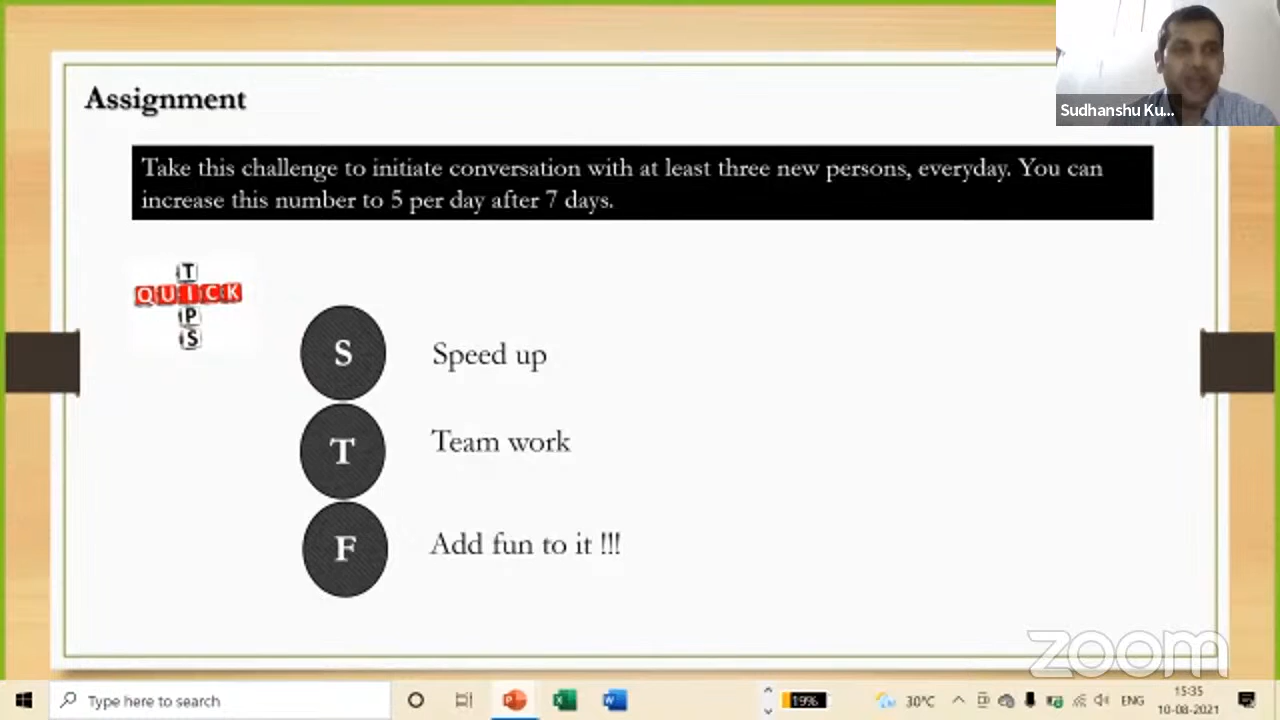 Sudhanshu Ku...
Assignment
Take this challenge to initiate conversation with at least three new persons, everyday. You can
increase this number to 5 per day after 7 days.
QUICK
TIPS
S
Speed up
T
Team work
F
Add fun to it !!!
zoom
Type here to search
19%
30°C
ENG
15:35
10-08-2021